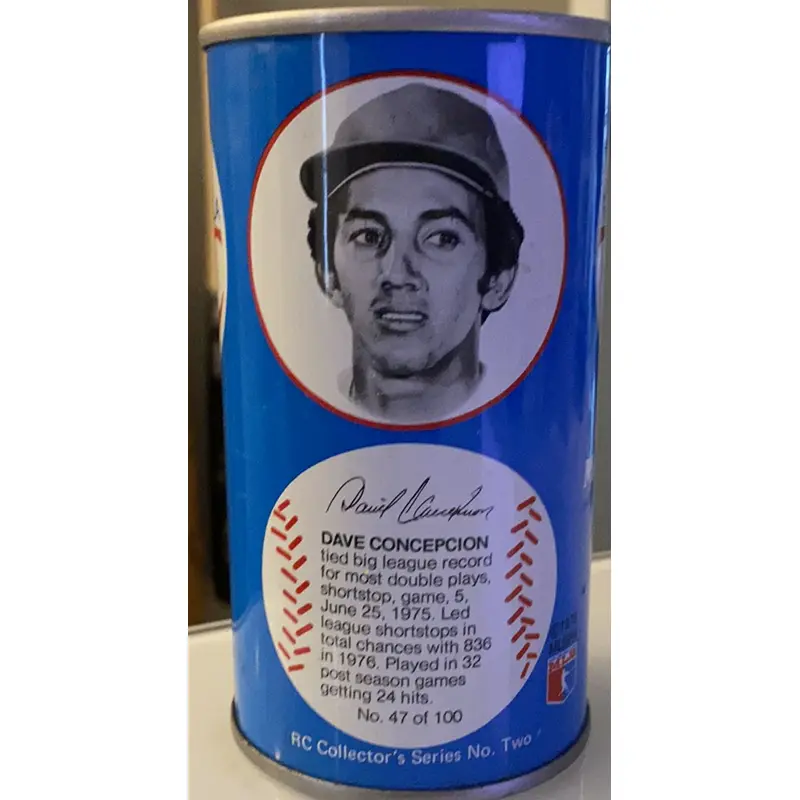 David Concepcion
DAVE CONCEPCION
tied big league record
for most double plays,
shortstop, game, 5,
June 25, 1975. Led
league shortstops in
total chances with 836
in 1976. Played in 32
post season games
getting 24 hits.
No. 47 of 100
RC Collector's Series No. Two